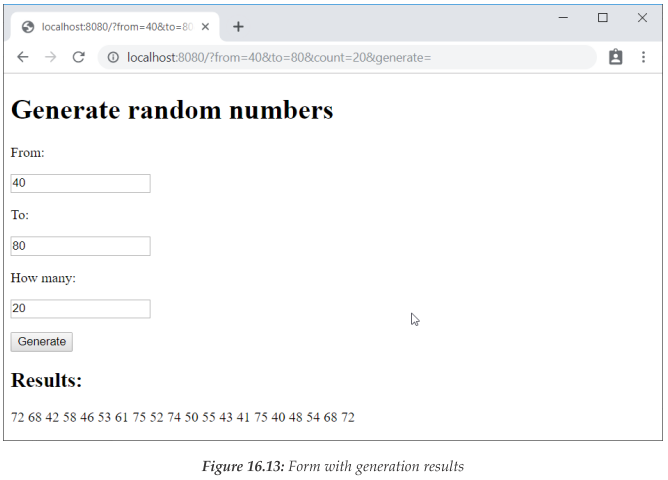 localhost:8080/?from=40&to=80
localhost:8080/?from=40&to=80&count=20&generate=
Generate random numbers
From:
40
To:
80
How many:
20
Generate
Results:
72 68 42 58 46 53 61 75 52 74 50 55 43 41 75 40 48 54 68 72
Figure 16.13: Form with generation results